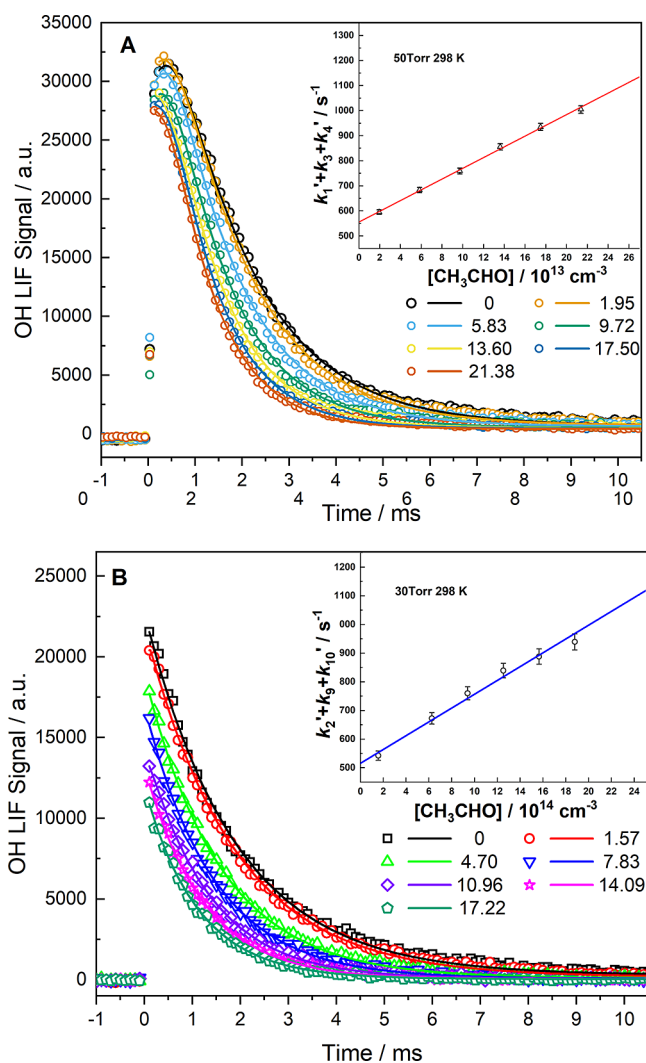 A
OH LIF Signal / a.u.
35000
30000
25000
20000
15000
10000
5000
0
-1 0 1 2 3 4 5 6 7 8 9 10
0 2
Time / ms
50Torr 298 K
k1'+k3+k4' / s-1
1300
1200
1100
1000
900
800
700
600
500
0 2 4 6 8 10 12 14 16 18 20 22 24 26
[CH3CHO] / 10^13 cm-3
0 1.95
5.83 9.72
13.60 17.50
21.38
B
OH LIF Signal / a.u.
25000
20000
15000
10000
5000
0
-1 0 1 2 3 4 5 6 7 8 9 10
Time / ms
30Torr 298 K
k2'+k9+k10' / s-1
1200
1100
1000
900
800
700
600
500
0 2 4 6 8 10 12 14 16 18 20 22 24
[CH3CHO] / 10^14 cm-3
0 1.57
4.70 7.83
10.96 14.09
17.22